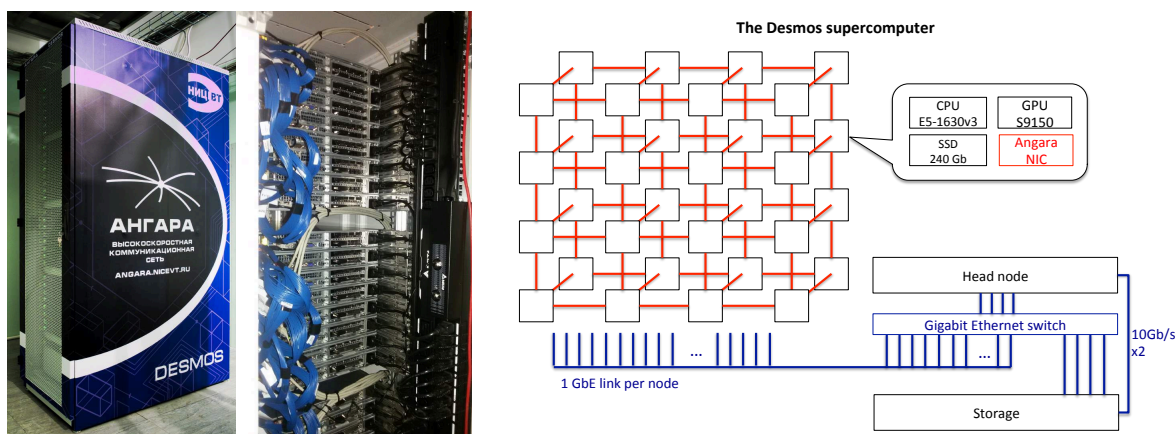 НИЦЭВТ
АНГАРА
ВЫСОКОСКОРОСТНАЯ
КОММУНИКАЦИОННАЯ
СЕТЬ
ANGARA.NICEVT.RU
DESMOS
The Desmos supercomputer
CPU
E5-1630v3
GPU
S9150
SSD
240 Gb
Angara
NIC
Head node
Gigabit Ethernet switch
10Gb/s
x2
...
...
1 GbE link per node
Storage